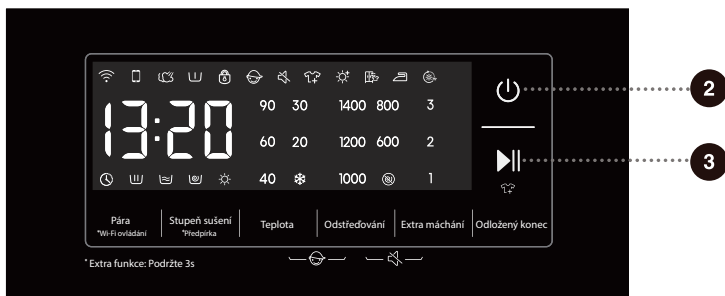 90 30 1400 800 3
13:20
2
60 20 1200 600 2
3
40 1000 1
Pára Stupeň sušení Teplota Odstřeďování Extra máchání Odložený konec
*Wi-Fi ovládání *Předpírka
*Extra funkce: Podržte 3s